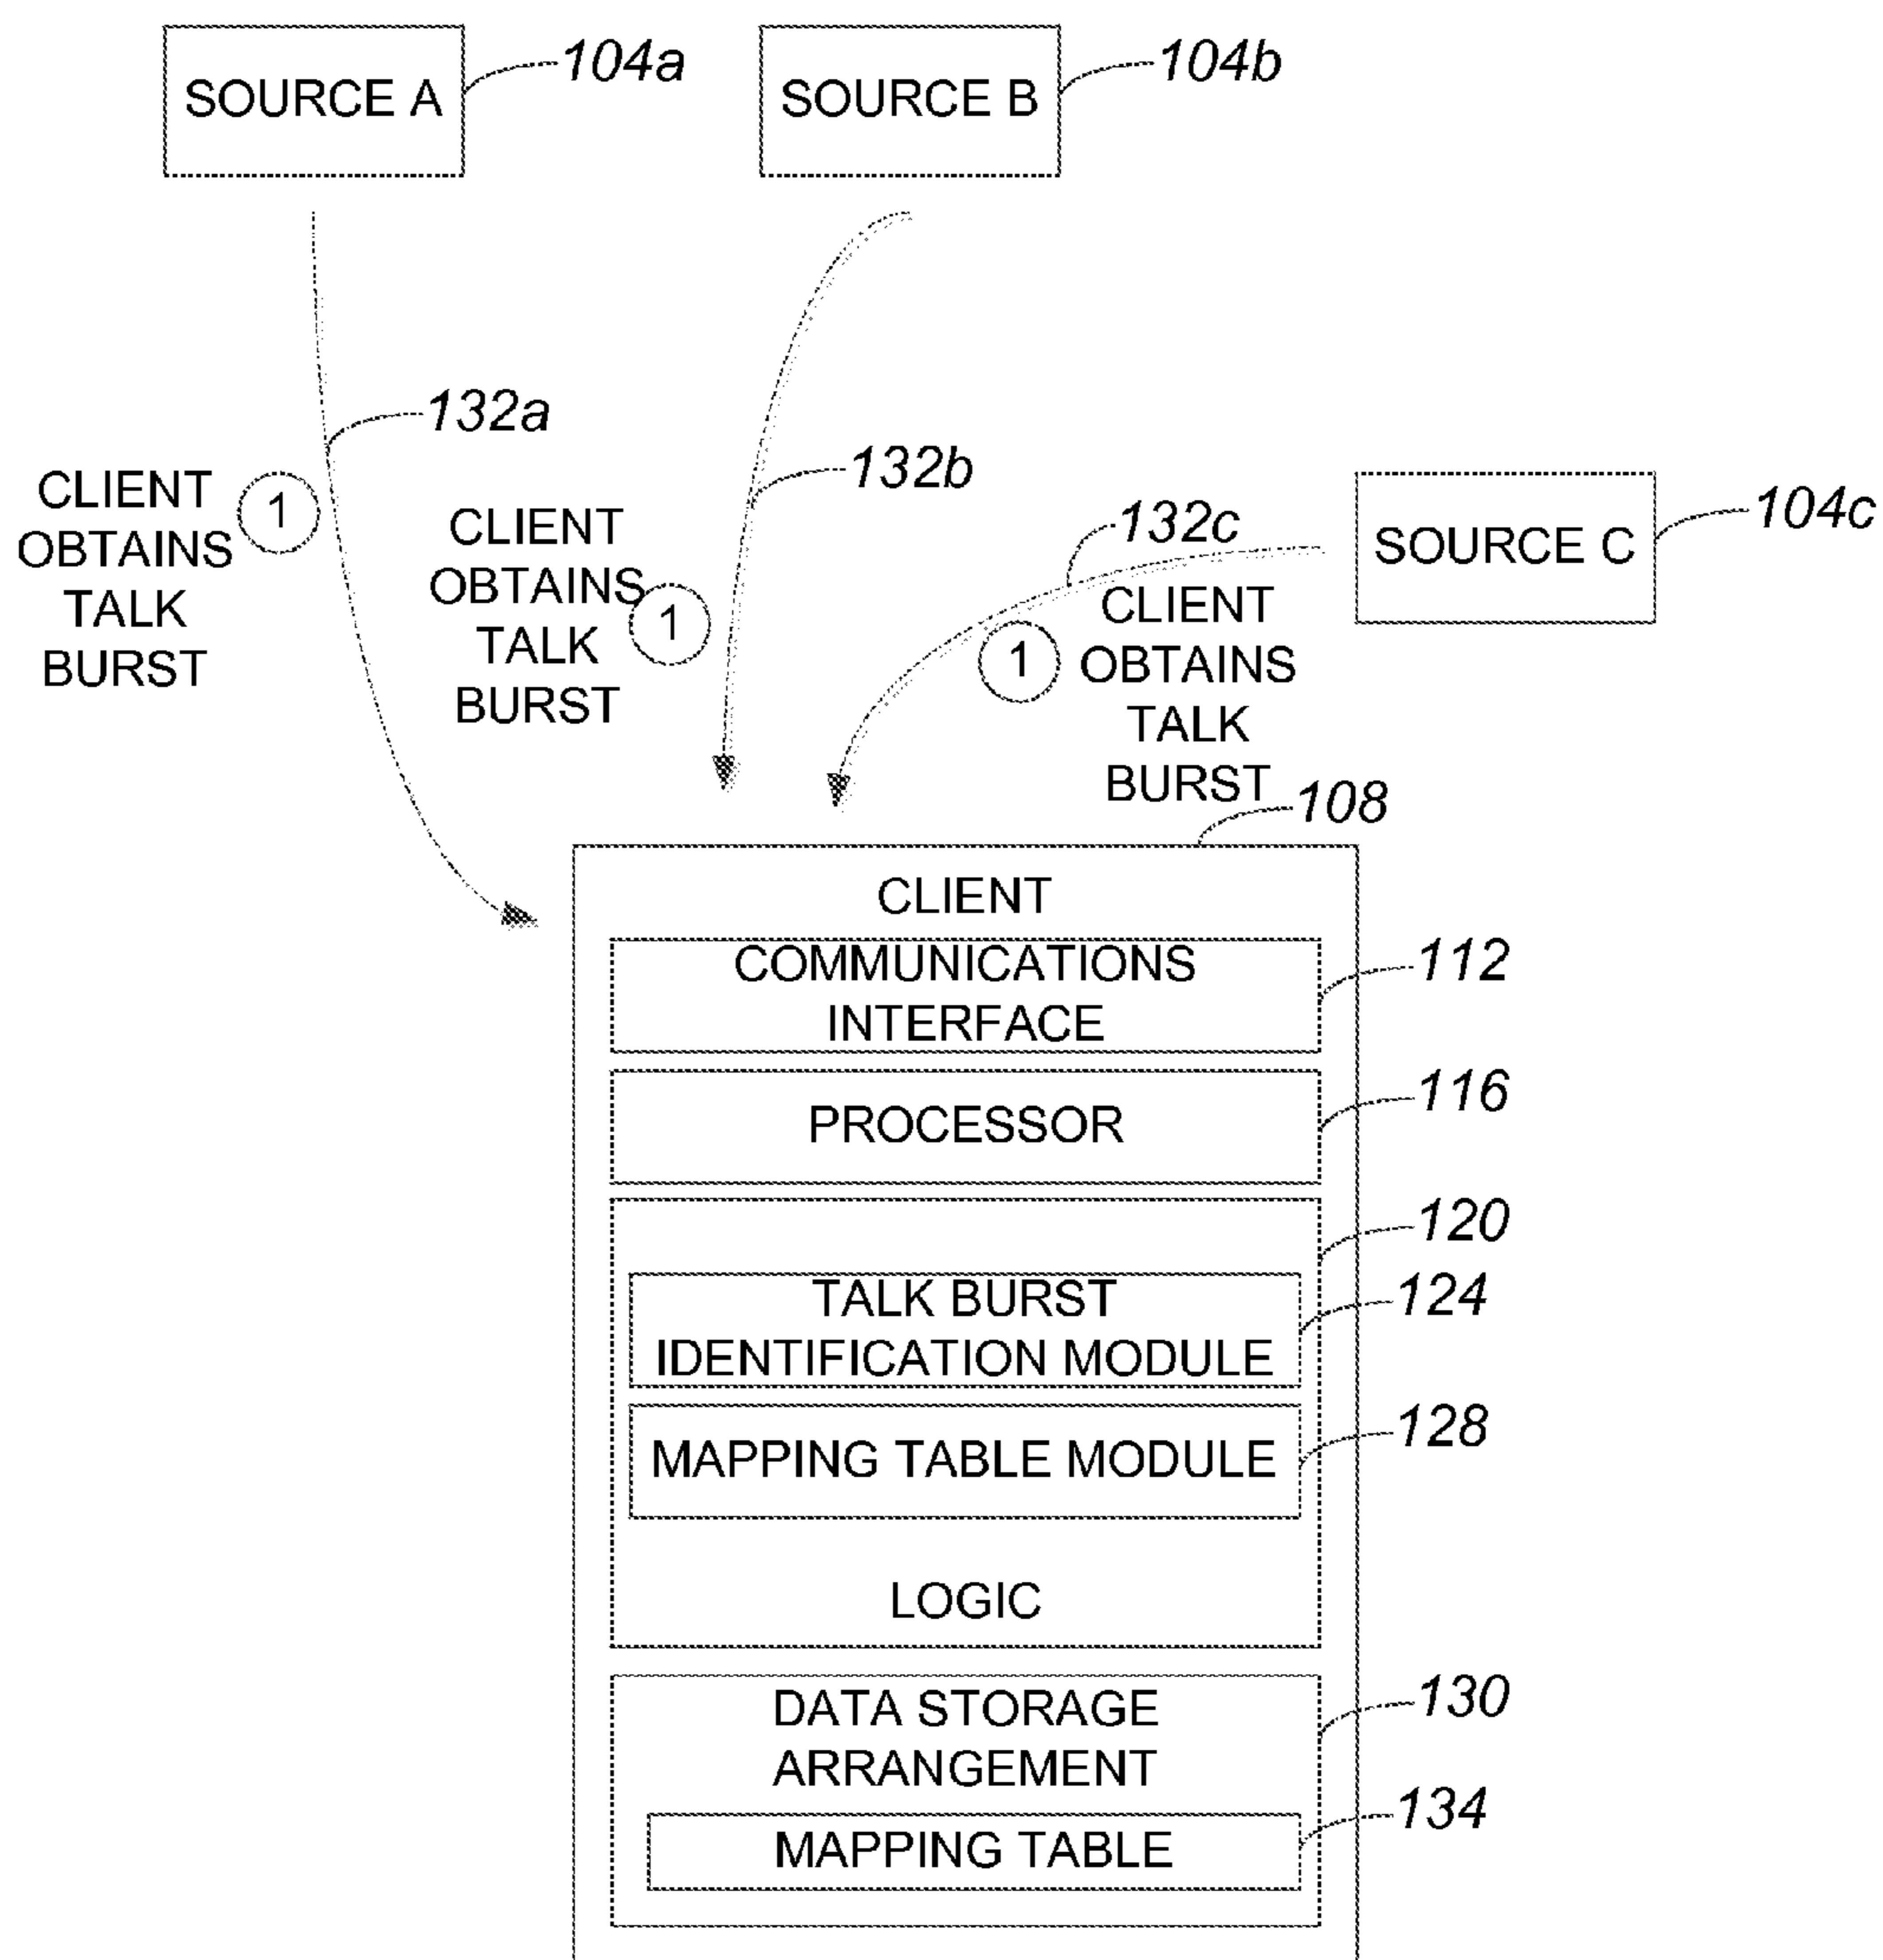 SOURCE A
104a
SOURCE B
104b
132a
CLIENT
OBTAINS
TALK
BURST
1
132b
CLIENT
OBTAINS
TALK
BURST
1
132c
SOURCE C
104c
1
CLIENT
OBTAINS
TALK
BURST
108
CLIENT
COMMUNICATIONS
INTERFACE
112
PROCESSOR
116
120
TALK BURST
IDENTIFICATION MODULE
124
MAPPING TABLE MODULE
128
LOGIC
DATA STORAGE
ARRANGEMENT
130
MAPPING TABLE
134